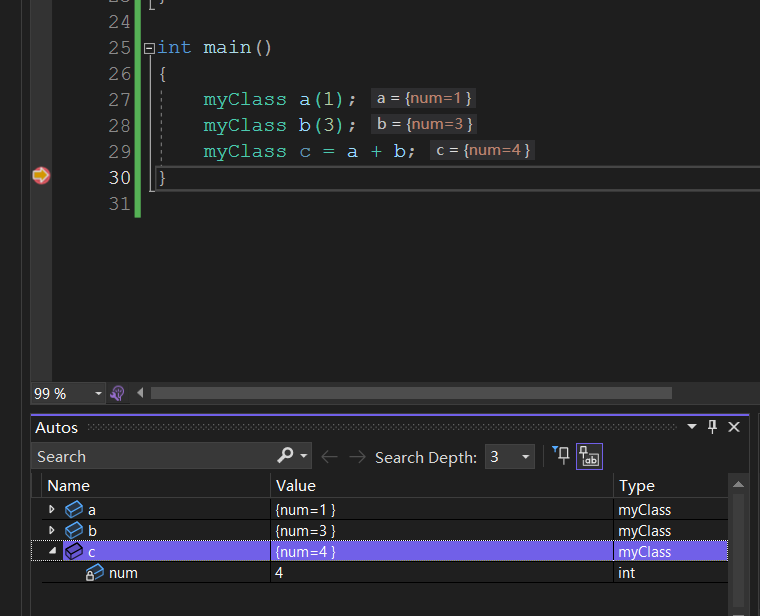 24
25 int main()
26 {
27 myClass a(1); a = {num=1 }
28 myClass b(3); b = {num=3 }
29 myClass c = a + b; c = {num=4 }
30 }
31
99 %
Autos
Search Search Depth: 3
Name Value Type
a {num=1 } myClass
b {num=3 } myClass
c {num=4 } myClass
num 4 int